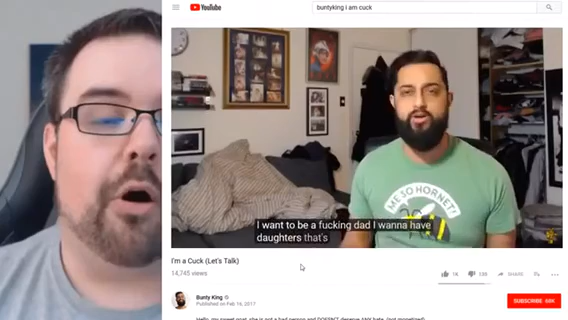 YouTube
buntyking i am cuck
ME SO HORNET!
I want to be a fucking dad I wanna have
daughters that's
I'm a Cuck (Let's Talk)
14,745 views
1K
SHARE
Bunty King
Published on Feb 16, 2017
SUBSCRIBE 58K